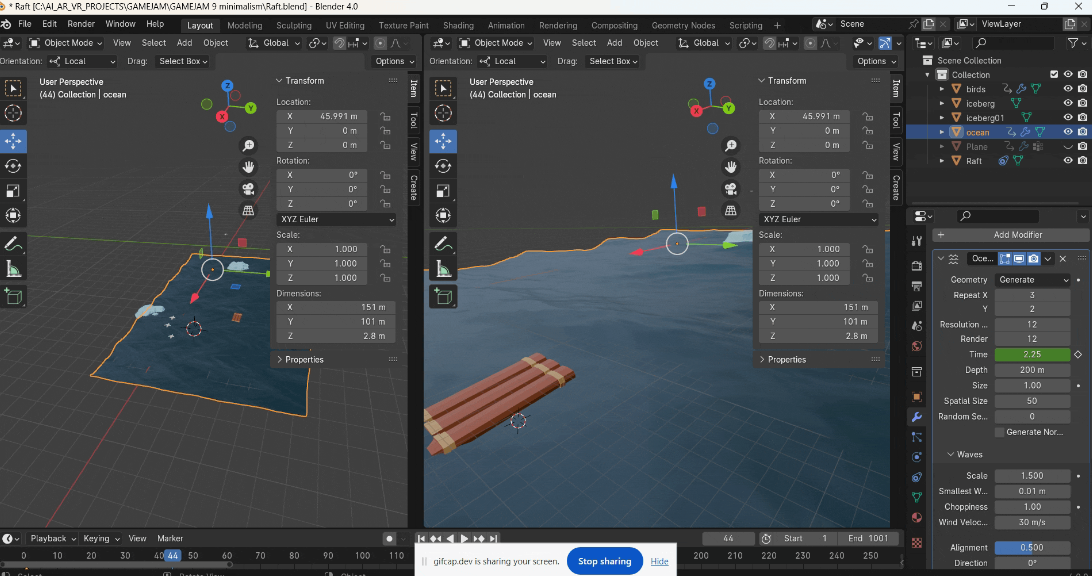 * Raft [C:\AI_AR_VR_PROJECTS\GAMEJAM\GAMEJAM 9 minimalism\Raft.blend] - Blender 4.0
File Edit Render Window Help Layout Modeling Sculpting UV Editing Texture Paint Shading Animation Rendering Compositing Geometry Nodes Scripting + Scene ViewLayer
Object Mode View Select Add Object Global
Orientation: Local Drag: Select Box Options
User Perspective
(44) Collection | ocean
Transform
Location:
X 45.991 m
Y 0 m
Z 0 m
Rotation:
X 0°
Y 0°
Z 0°
XYZ Euler
Scale:
X 1.000
Y 1.000
Z 1.000
Dimensions:
X 151 m
Y 101 m
Z 2.8 m
Properties
Item
Tool
View
Create
Z
Y
X
Object Mode View Select Add Object Global
Orientation: Local Drag: Select Box Options
User Perspective
(44) Collection | ocean
Transform
Location:
X 45.991 m
Y 0 m
Z 0 m
Rotation:
X 0°
Y 0°
Z 0°
XYZ Euler
Scale:
X 1.000
Y 1.000
Z 1.000
Dimensions:
X 151 m
Y 101 m
Z 2.8 m
Properties
Item
Tool
View
Create
Z
Y
X
Scene Collection
Collection
birds
iceberg
iceberg01
ocean
Plane
Raft
+ Add Modifier
Oce...
Geometry Generate
Repeat X 3
Y 2
Resolution ... 12
Render 12
Time 2.25
Depth 200 m
Size 1.00
Spatial Size 50
Random Se... 0
Generate Nor...
Waves
Scale 1.500
Smallest W... 0.01 m
Choppiness 1.00
Wind Veloc... 30 m/s
Alignment 0.500
Direction 0°
Playback Keying View Marker 44 Start 1 End 1001
0 10 20 30 40 44 50 60 70 80 90 100 110 200 210 220 230 240 250
gifcap.dev is sharing your screen. Stop sharing Hide
Select Rotate View Object